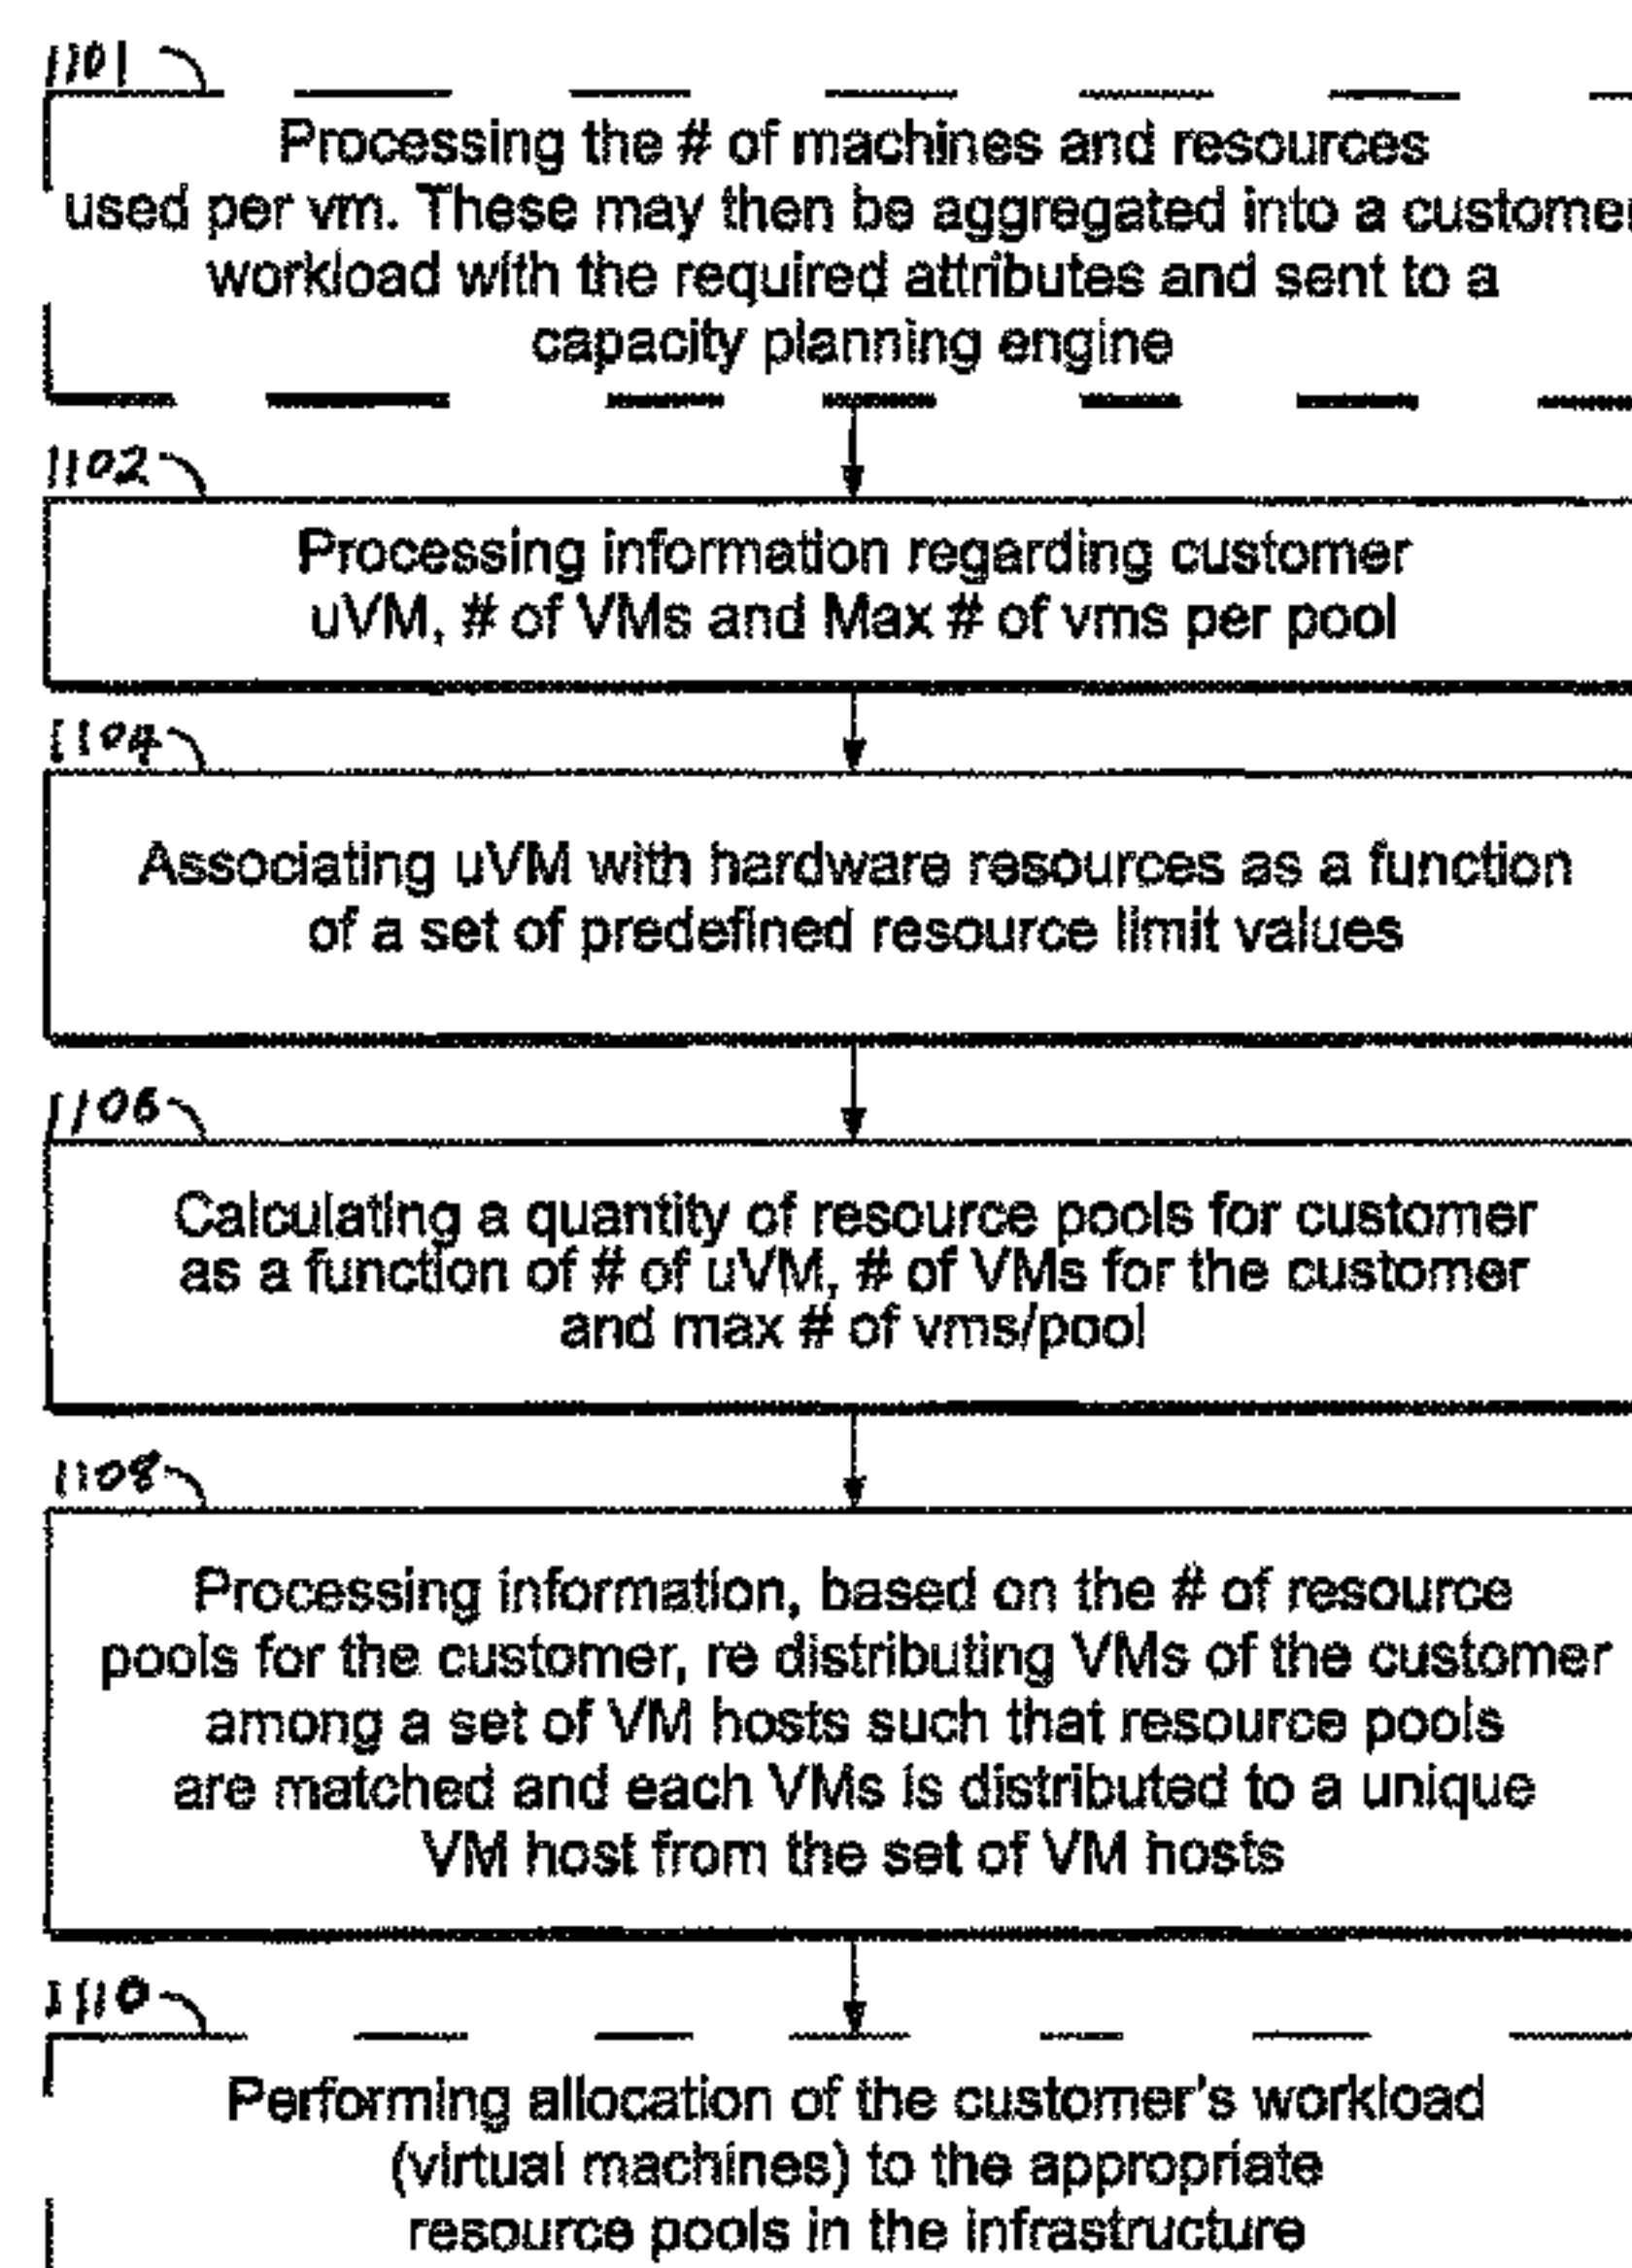 1101
Processing the # of machines and resources
used per vm. These may then be aggregated into a customer
workload with the required attributes and sent to a
capacity planning engine
1102
Processing information regarding customer
uVM, # of VMs and Max # of vms per pool
1104
Associating uVM with hardware resources as a function
of a set of predefined resource limit values
1106
Calculating a quantity of resource pools for customer
as a function of # of uVM, # of VMs for the customer
and max # of vms/pool
1108
Processing information, based on the # of resource
pools for the customer, re distributing VMs of the customer
among a set of VM hosts such that resource pools
are matched and each VMs is distributed to a unique
VM host from the set of VM hosts
1110
Performing allocation of the customer's workload
(virtual machines) to the appropriate
resource pools in the infrastructure